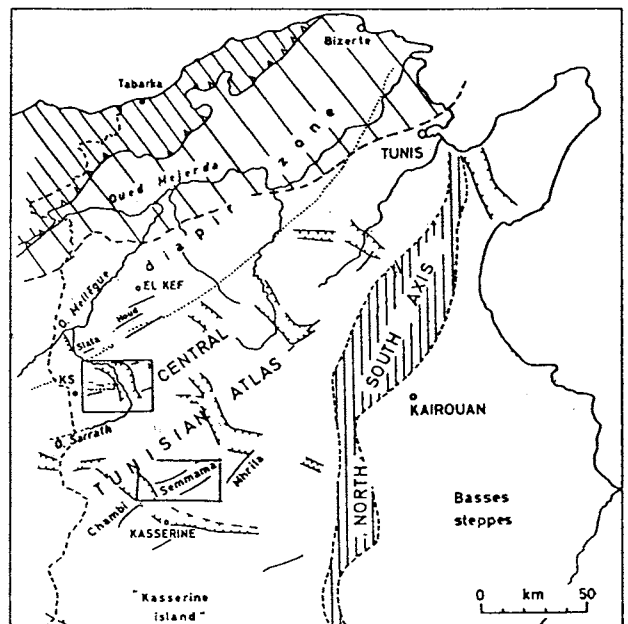 Bizerte
Tabarka
TUNIS
Oued Mejerda
diapir zone
O. Mellègue
EL KEF
Houd
Slata
KS
CENTRAL
TUNISIAN ATLAS
O. Sarrath
NORTH SOUTH AXIS
KAIROUAN
Semmama
Mhrila
Chambi
KASSERINE
Basses
steppes
"Kasserine
island"
0 km 50